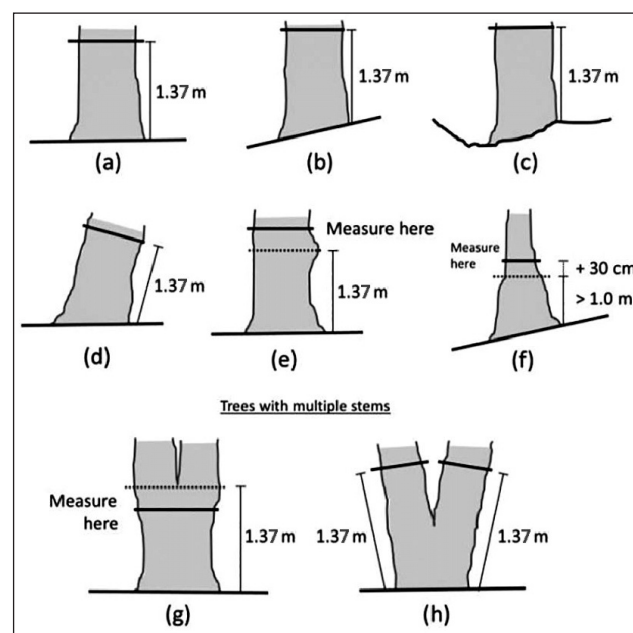 1.37 m
1.37 m
1.37 m
(a)
(b)
(c)
1.37 m
Measure here
1.37 m
Measure
here
+ 30 cm
> 1.0 m
(d)
(e)
(f)
Trees with multiple stems
Measure
here
1.37 m
1.37 m
1.37 m
(g)
(h)